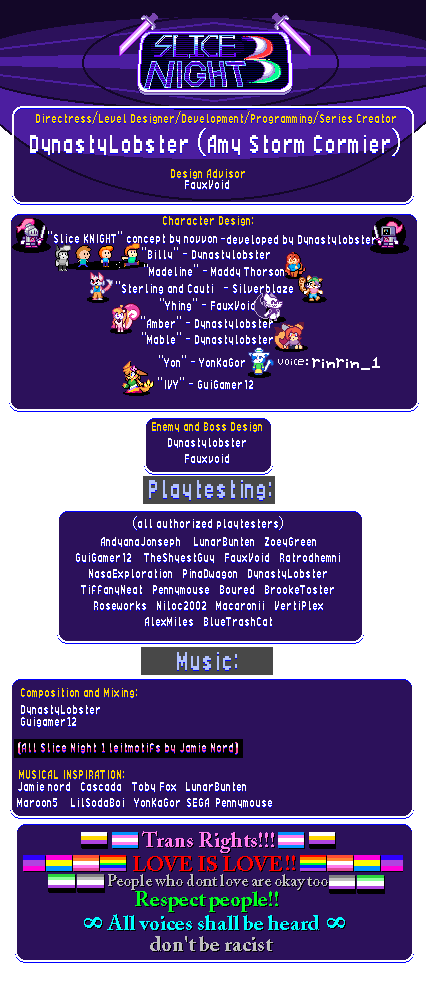 SLICE
NIGHT 3
Directress/Level Designer/Development/Programming/Series Creator
DynastyLobster (Amy Storm Cormier)
Design Advisor
FauxVoid
Character Design:
"Slice KNIGHT" concept by novvon -developed by Dynastylobster
"Billy" - Dynastylobster
"Madeline" - Maddy Thorson
"Sterling and Cauti - Silverblaze
"Yhing" - FauxVoid
"Amber" - Dynastylobster
"Mable" - Dynastylobster
"Yon" - YonKaGor voice:rinrin_1
"IVY" - GuiGamer12
Enemy and Boss Design
Dynastylobster
Fauxvoid
Playtesting:
(all authorized playtesters)
AndyanaJonseph LunarBunten ZoeyGreen
GuiGamer12 TheShyestGuy FauxVoid Ratrodhemni
NasaExploration PinaDwagon DynastyLobster
TiffanyNeat Pennymouse Boured BrookeToster
Roseworks Niloc2002 Macaronii VertiPlex
AlexMiles BlueTrashCat
Music:
Composition and Mixing:
DynastyLobster
Guigamer12
(All Slice Night 1 leitmotifs by Jamie Nord)
MUSICAL INSPIRATION:
Jamie nord Cascada Toby Fox LunarBunten
Maroon5 LilSodaBoi YonKaGor SEGA Pennymouse
Trans Rights!!!
LOVE IS LOVE!!
People who dont love are okay too
Respect people!!
∞ All voices shall be heard ∞
don't be racist